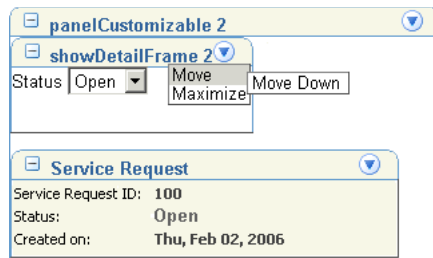 panelCustomizable 2
showDetailFrame 2
Status Open
Move
Move Down
Maximize
Service Request
Service Request ID: 100
Status: Open
Created on: Thu, Feb 02, 2006